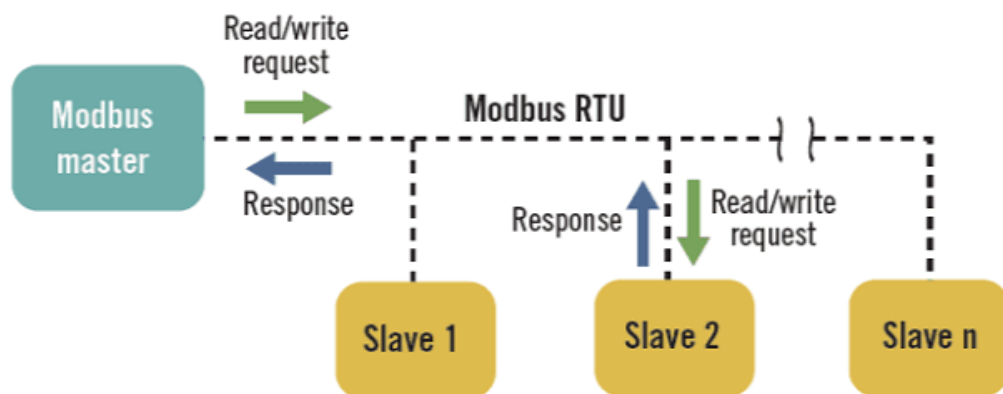 Read/write
request
Modbus
master
Modbus RTU
Response
Response
Read/write
request
Slave 1
Slave 2
Slave n